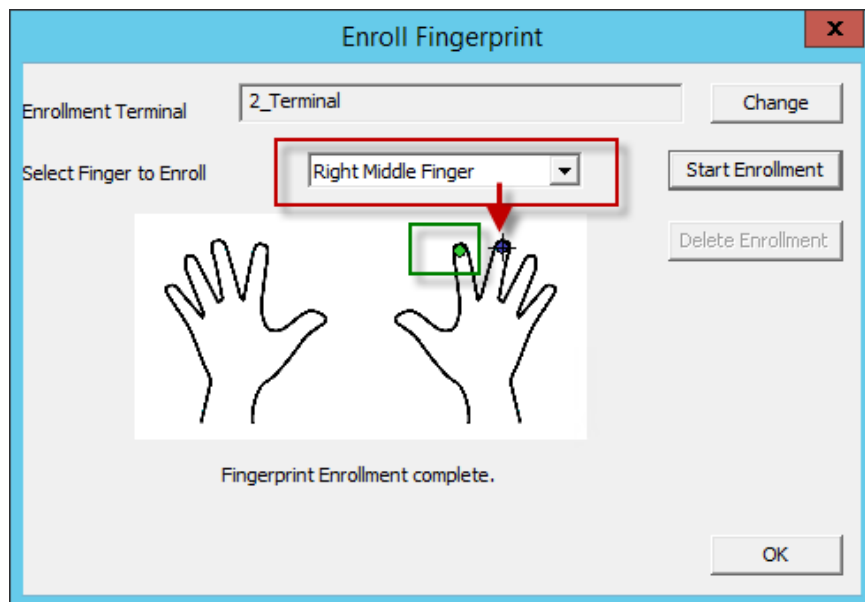 Enroll Fingerprint
x
Enrollment Terminal 2_Terminal Change
Select Finger to Enroll Right Middle Finger Start Enrollment
Delete Enrollment
Fingerprint Enrollment complete.
OK